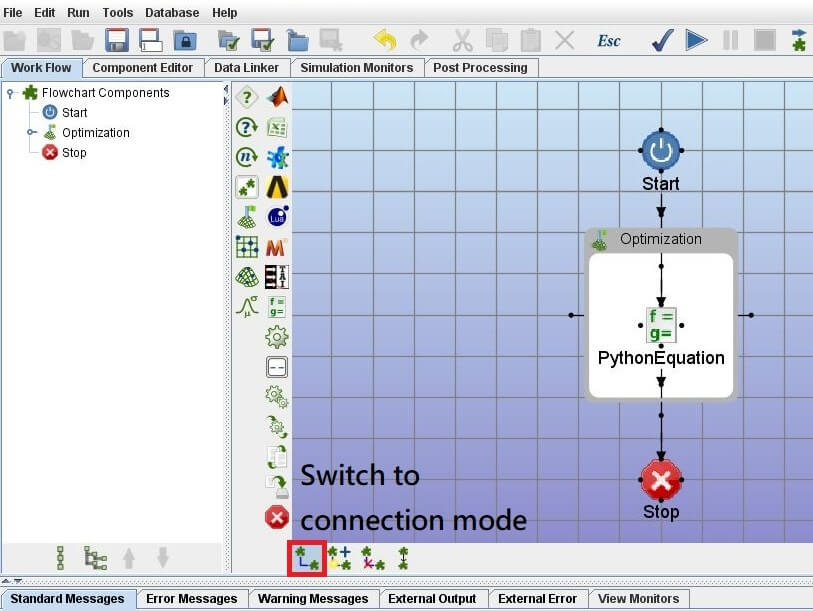 File Edit Run Tools Database Help
Esc
Work Flow Component Editor Data Linker Simulation Monitors Post Processing
Flowchart Components
Start
Optimization
Stop
Start
Optimization
f =
g=
PythonEquation
Stop
? 
?
n
Lua
M
f =
g=
μ σ
Switch to
connection mode
Standard Messages Error Messages Warning Messages External Output External Error View Monitors